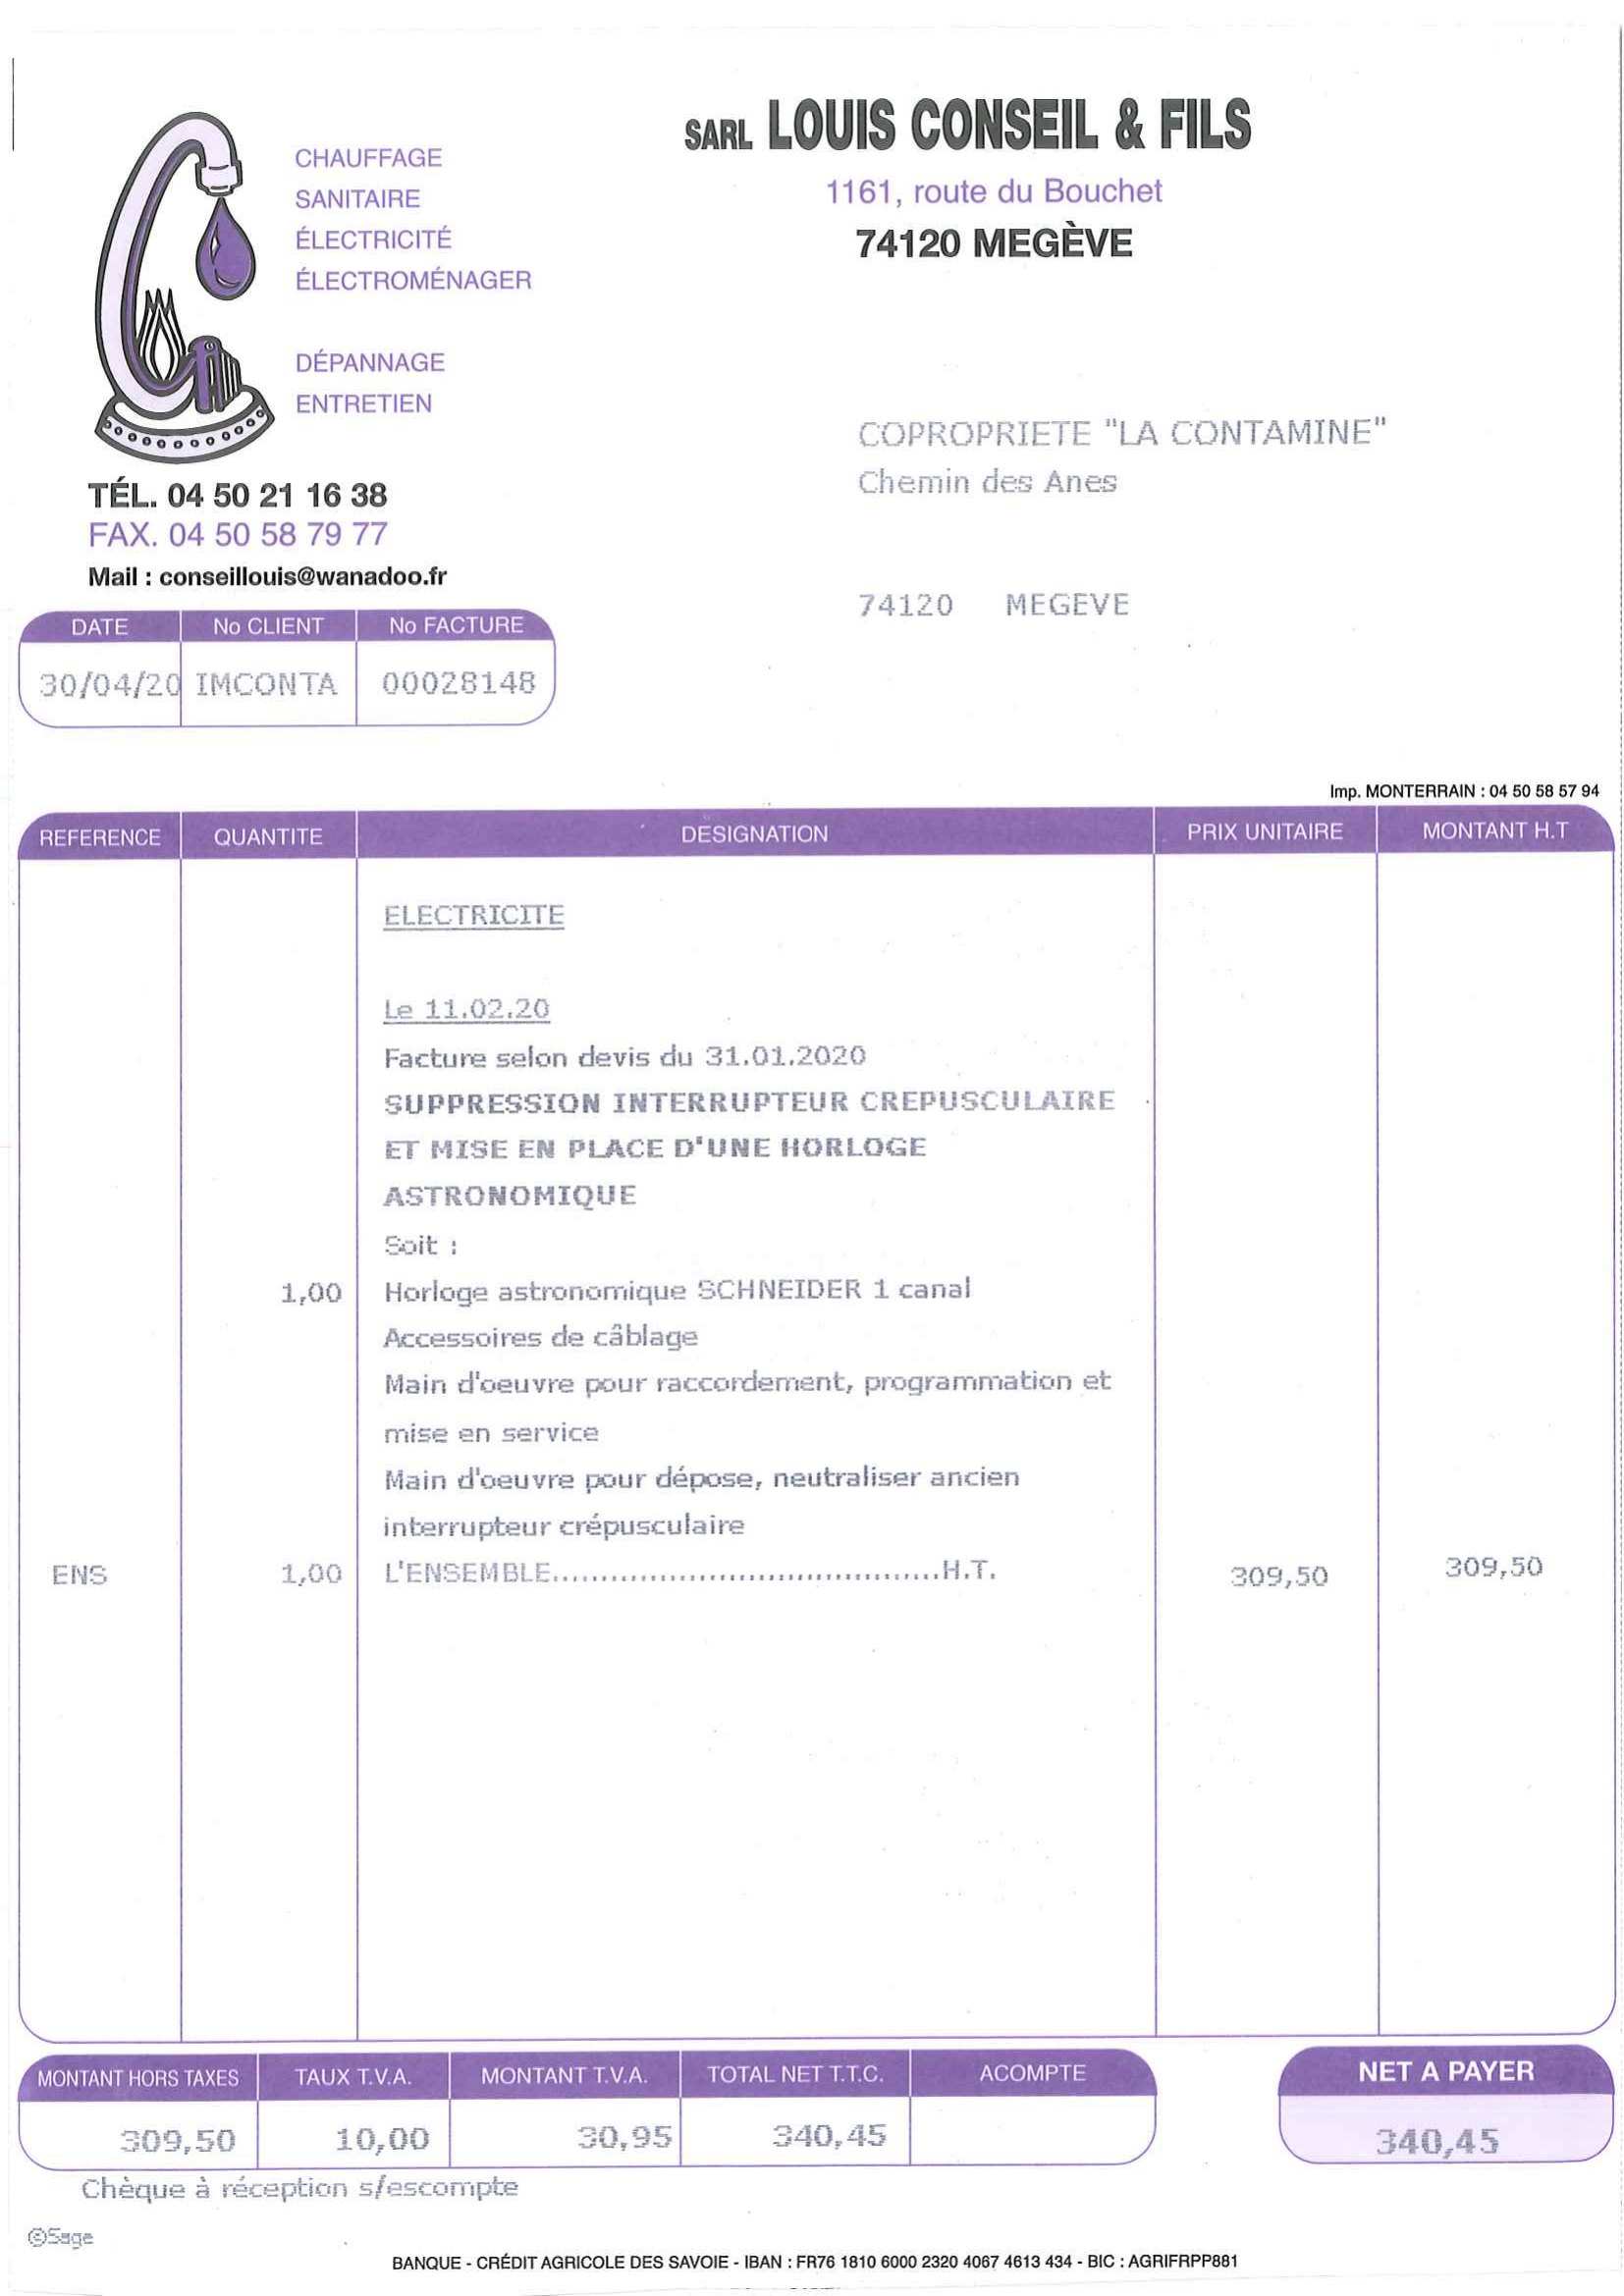 SARL LOUIS CONSEIL & FILS
1161, route du Bouchet
74120 MEGÈVE
CHAUFFAGE
SANITAIRE
ÉLECTRICITÉ
ÉLECTROMÉNAGER
DÉPANNAGE
ENTRETIEN
TÉL. 04 50 21 16 38
FAX. 04 50 58 79 77
Mail : conseillouis@wanadoo.fr
COPROPRIETE "LA CONTAMINE"
Chemin des Anes
74120 MEGEVE
DATE No CLIENT No FACTURE
30/04/20 IMCONTA 00028148
Imp. MONTERRAIN : 04 50 58 57 94
REFERENCE QUANTITE DESIGNATION PRIX UNITAIRE MONTANT H.T
ELECTRICITE
Le 11.02.20
Facture selon devis du 31.01.2020
SUPPRESSION INTERRUPTEUR CREPUSCULAIRE
ET MISE EN PLACE D'UNE HORLOGE
ASTRONOMIQUE
Soit :
1,00 Horloge astronomique SCHNEIDER 1 canal
Accessoires de câblage
Main d'oeuvre pour raccordement, programmation et
mise en service
Main d'oeuvre pour dépose, neutraliser ancien
interrupteur crépusculaire
ENS 1,00 L'ENSEMBLE.......................................H.T. 309,50 309,50
MONTANT HORS TAXES TAUX T.V.A. MONTANT T.V.A. TOTAL NET T.T.C. ACOMPTE NET A PAYER
309,50 10,00 30,95 340,45 340,45
Chèque à réception s/escompte
©Sage
BANQUE - CRÉDIT AGRICOLE DES SAVOIE - IBAN : FR76 1810 6000 2320 4067 4613 434 - BIC : AGRIFRPP881